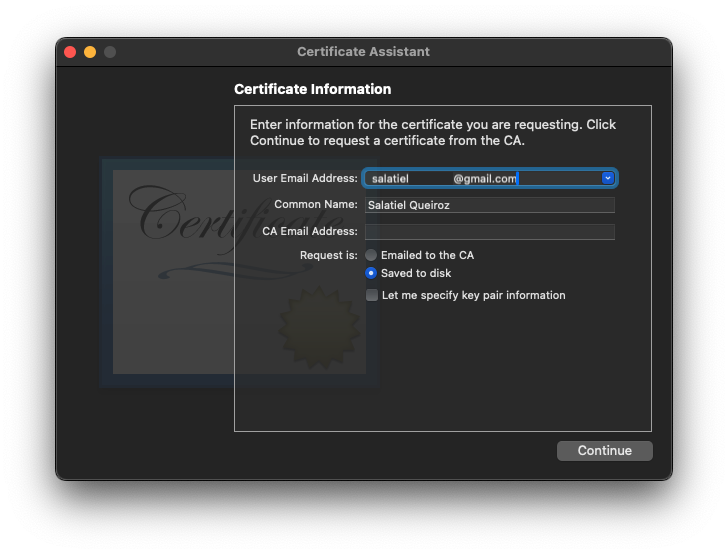 Certificate Assistant
Certificate Information
Enter information for the certificate you are requesting. Click
Continue to request a certificate from the CA.
User Email Address: salatiel @gmail.com
Common Name: Salatiel Queiroz
CA Email Address:
Request is: Emailed to the CA
Saved to disk
Let me specify key pair information
Certificate
Continue